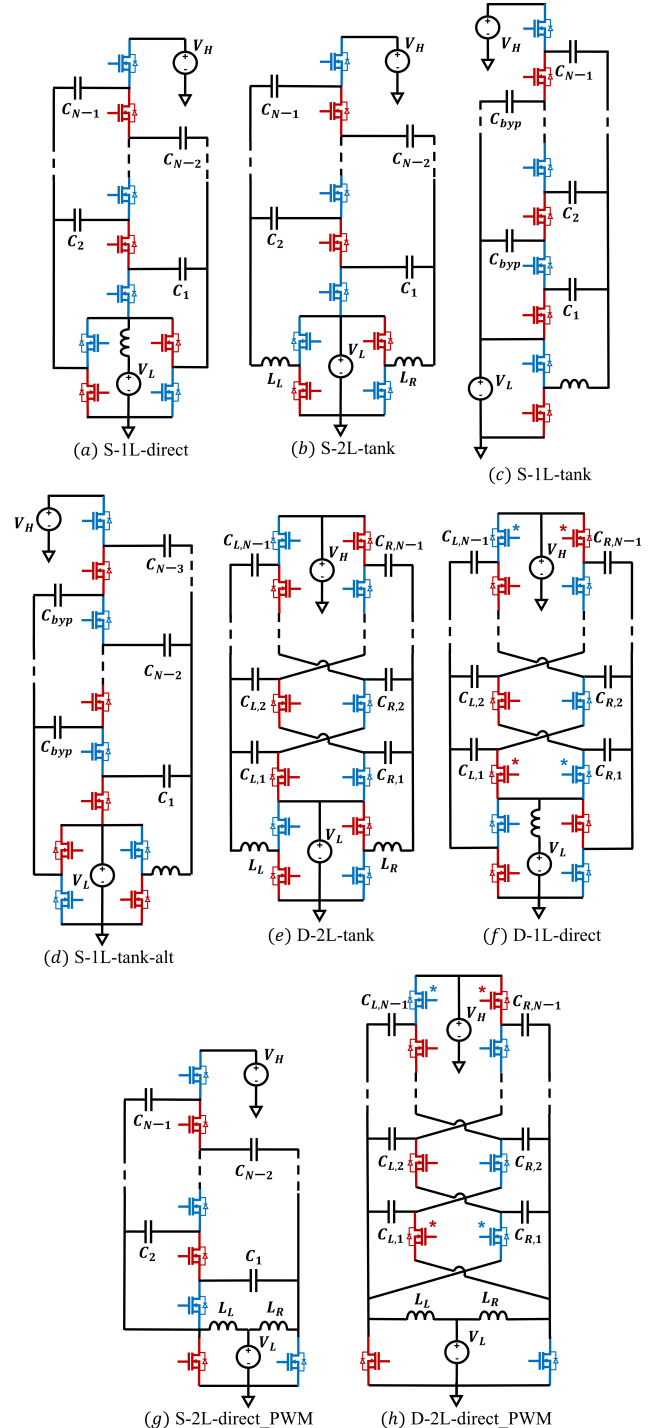 V_H
C_{N-1}
C_{N-2}
C_2
C_1
V_L
(a) S-1L-direct
V_H
C_{N-1}
C_{N-2}
C_2
C_1
V_L
L_L
L_R
(b) S-2L-tank
V_H
C_{N-1}
C_{byp}
C_2
C_{byp}
C_1
V_L
(c) S-1L-tank
V_H
C_{N-3}
C_{byp}
C_{N-2}
C_{byp}
C_1
V_L
(d) S-1L-tank-alt
C_{L,N-1}
C_{R,N-1}
V_H
C_{L,2}
C_{R,2}
C_{L,1}
C_{R,1}
V_L
L_L
L_R
(e) D-2L-tank
C_{L,N-1}
*
*
C_{R,N-1}
V_H
C_{L,2}
C_{R,2}
C_{L,1}
C_{R,1}
*
*
V_L
(f) D-1L-direct
V_H
C_{N-1}
C_{N-2}
C_2
C_1
L_L
L_R
V_L
(g) S-2L-direct_PWM
C_{L,N-1}
*
*
C_{R,N-1}
V_H
C_{L,2}
C_{R,2}
C_{L,1}
*
*
C_{R,1}
L_L
L_R
V_L
(h) D-2L-direct_PWM